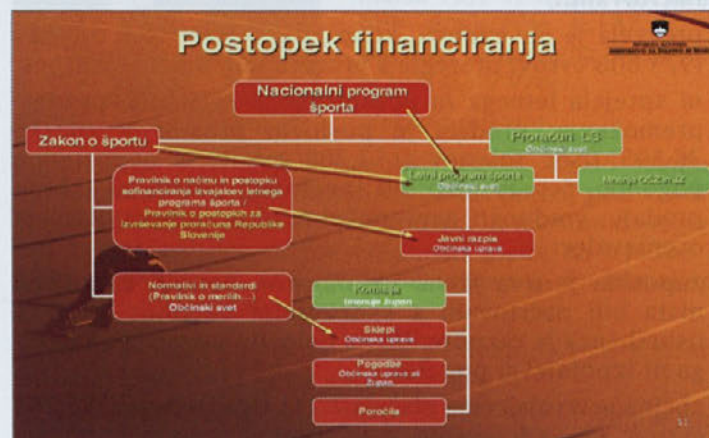 Postopek financiranja
REPUBLIKA SLOVENIJA
Nacionalni program
športa
Zakon o športu
Proračun LS
Občinski svet
Letni program športa
Občinski svet
Pravilnik o načinu in postopku
sofinanciranja izvajalcev letnega
programa športa /
Pravilnik o postopkih za
izvrševanje proračuna Republike
Slovenije
Javni razpis
Občinska uprava
Normativi in standardi
(Pravilnik o merilih...)
Občinski svet
Komisija
Imenuje župan
Sklepi
Občinska uprava
Pogodbe
Občinska uprava ali
Župan
Poročila